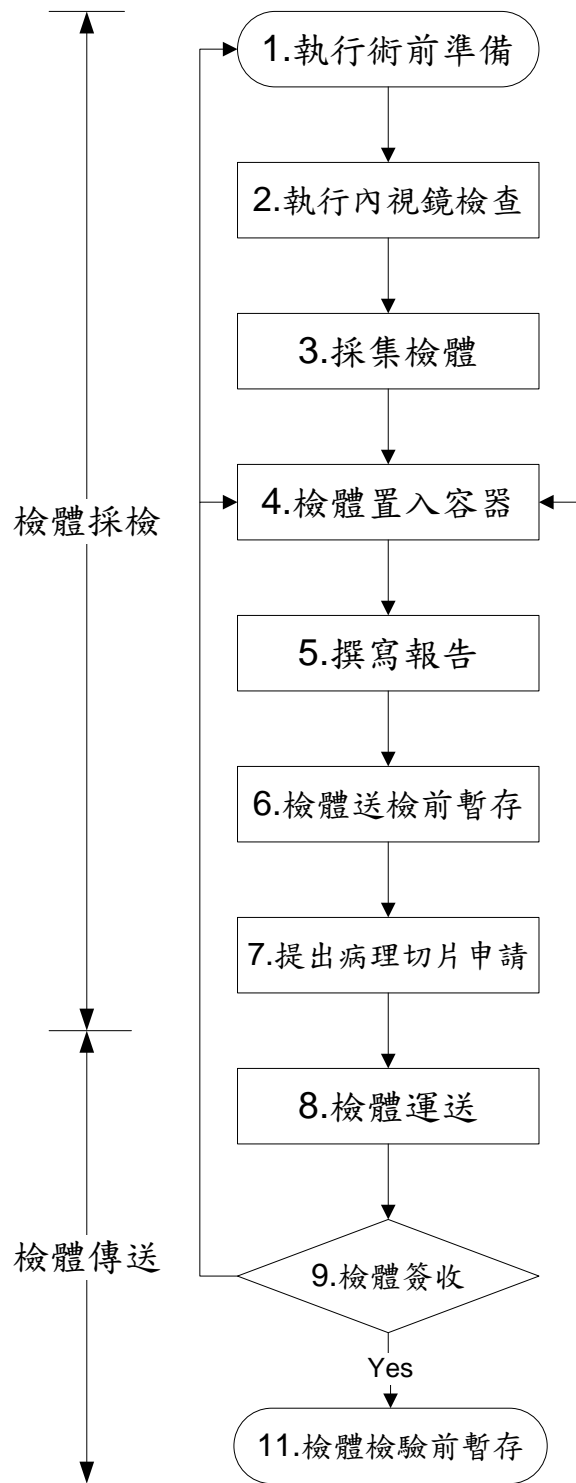 1.執行術前準備
2.執行內視鏡檢查
3.採集檢體
4.檢體置入容器
檢體採檢
5.撰寫報告
6.檢體送檢前暫存
7.提出病理切片申請
8.檢體運送
檢體傳送
9.檢體簽收
Yes
11.檢體檢驗前暫存